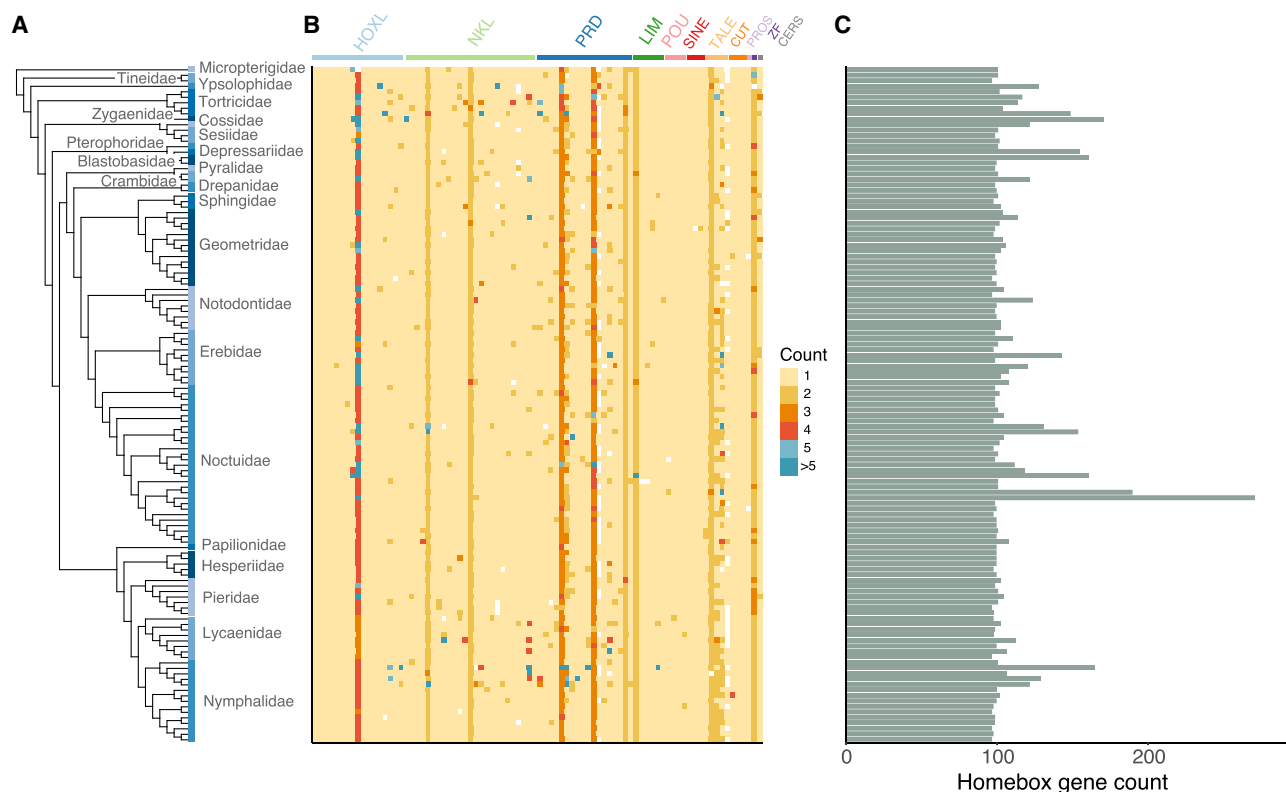 A
B
C
HOXL
NKL
PRD
LIM
POU
SINE
TALE
CUT
PROS
ZF
CERS
Micropterigidae
Tineidae
Ypsolophidae
Tortricidae
Zygaenidae
Cossidae
Sesiidae
Pterophoridae
Depressariidae
Blastobasidae
Pyralidae
Crambidae
Drepanidae
Sphingidae
Geometridae
Notodontidae
Erebidae
Noctuidae
Papilionidae
Hesperiidae
Pieridae
Lycaenidae
Nymphalidae
Count
1
2
3
4
5
>5
0
100
200
Homebox gene count